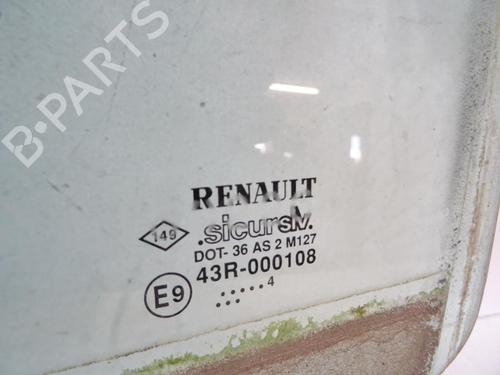 B-PARTS
RENAULT
149
.sicursiv.
DOT- 36 AS 2 M127
E9
43R-000108
4